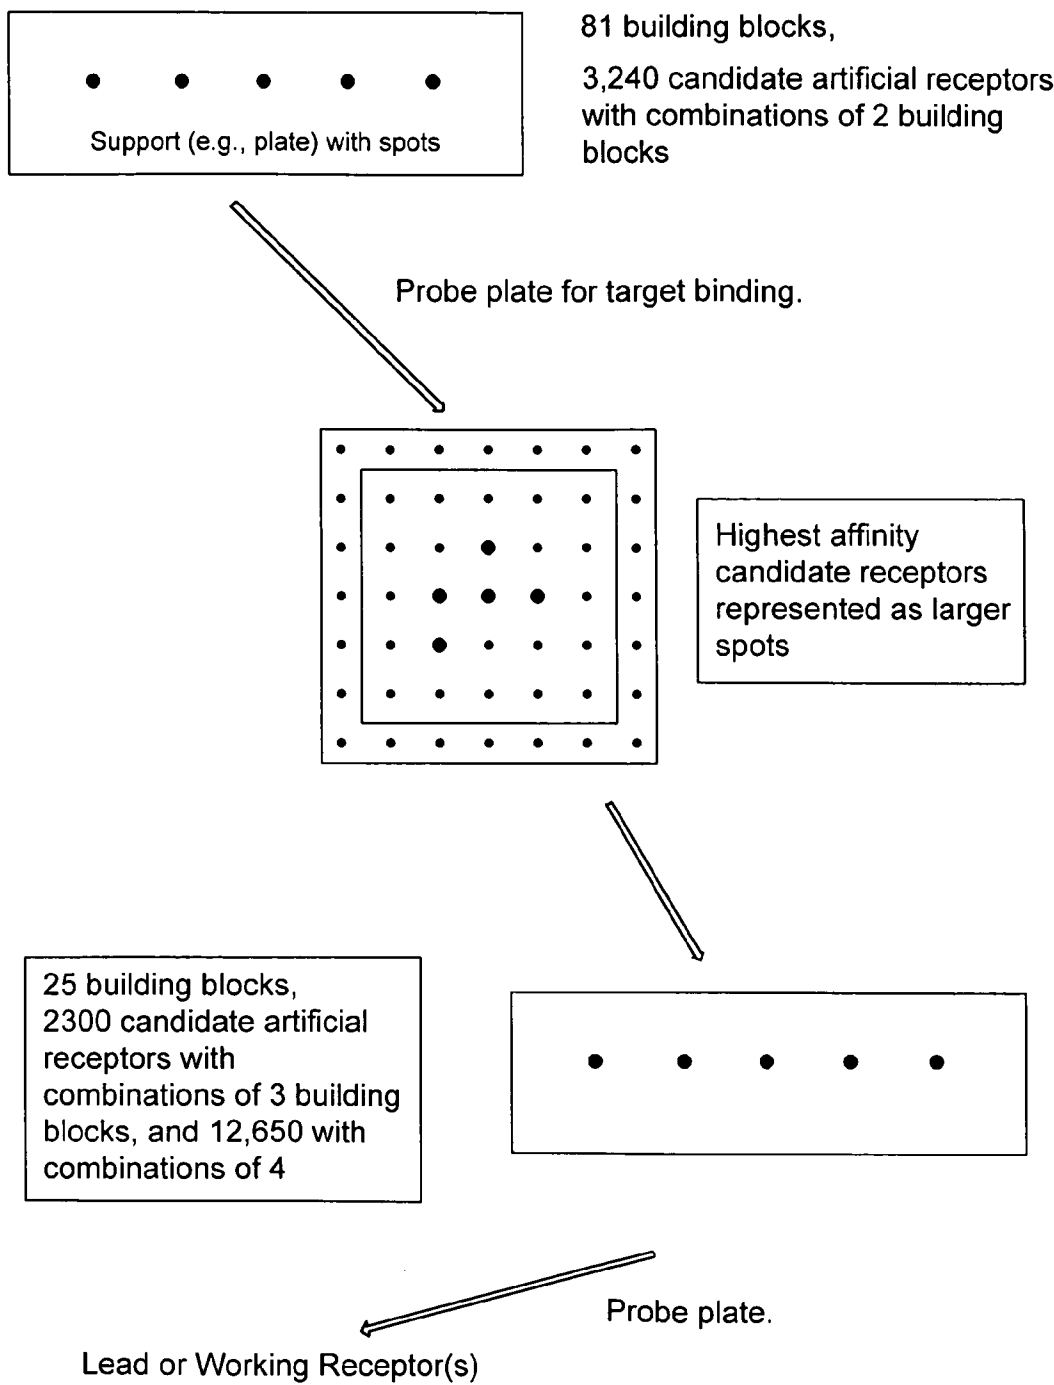 81 building blocks,
3,240 candidate artificial receptors
with combinations of 2 building
blocks
Support (e.g., plate) with spots
Probe plate for target binding.
Highest affinity
candidate receptors
represented as larger
spots
25 building blocks,
2300 candidate artificial
receptors with
combinations of 3 building
blocks, and 12,650 with
combinations of 4
Probe plate.
Lead or Working Receptor(s)